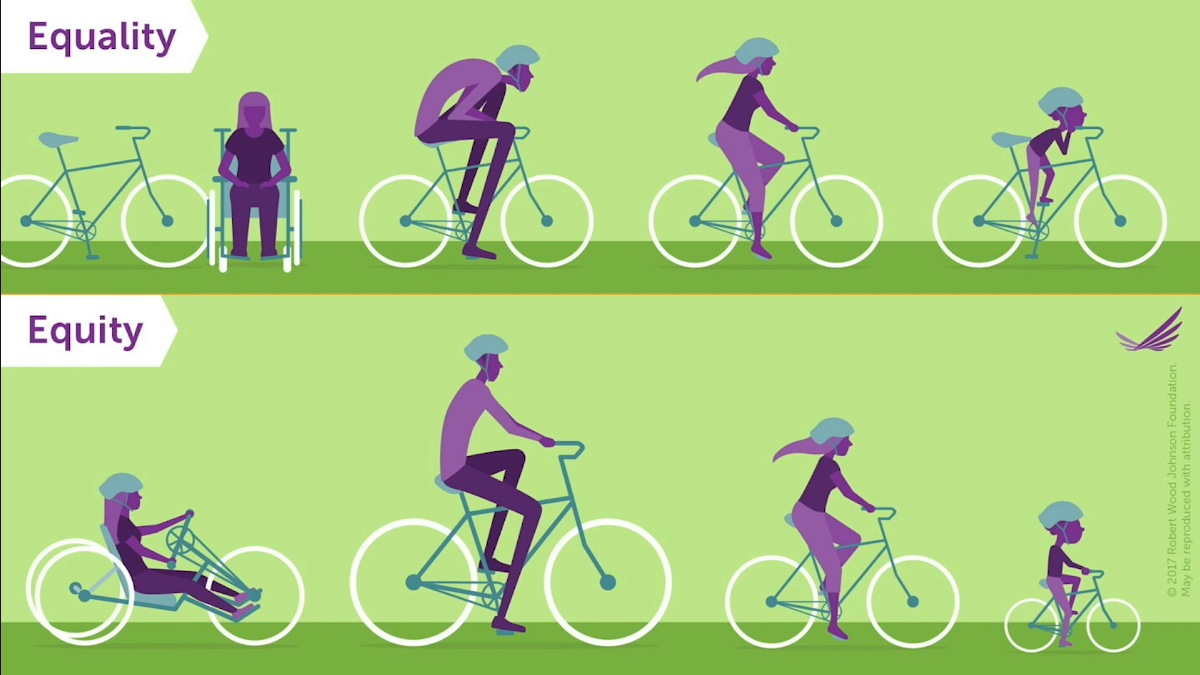 Equality
Equity
© 2017 Robert Wood Johnson Foundation.
May be reproduced with attribution.